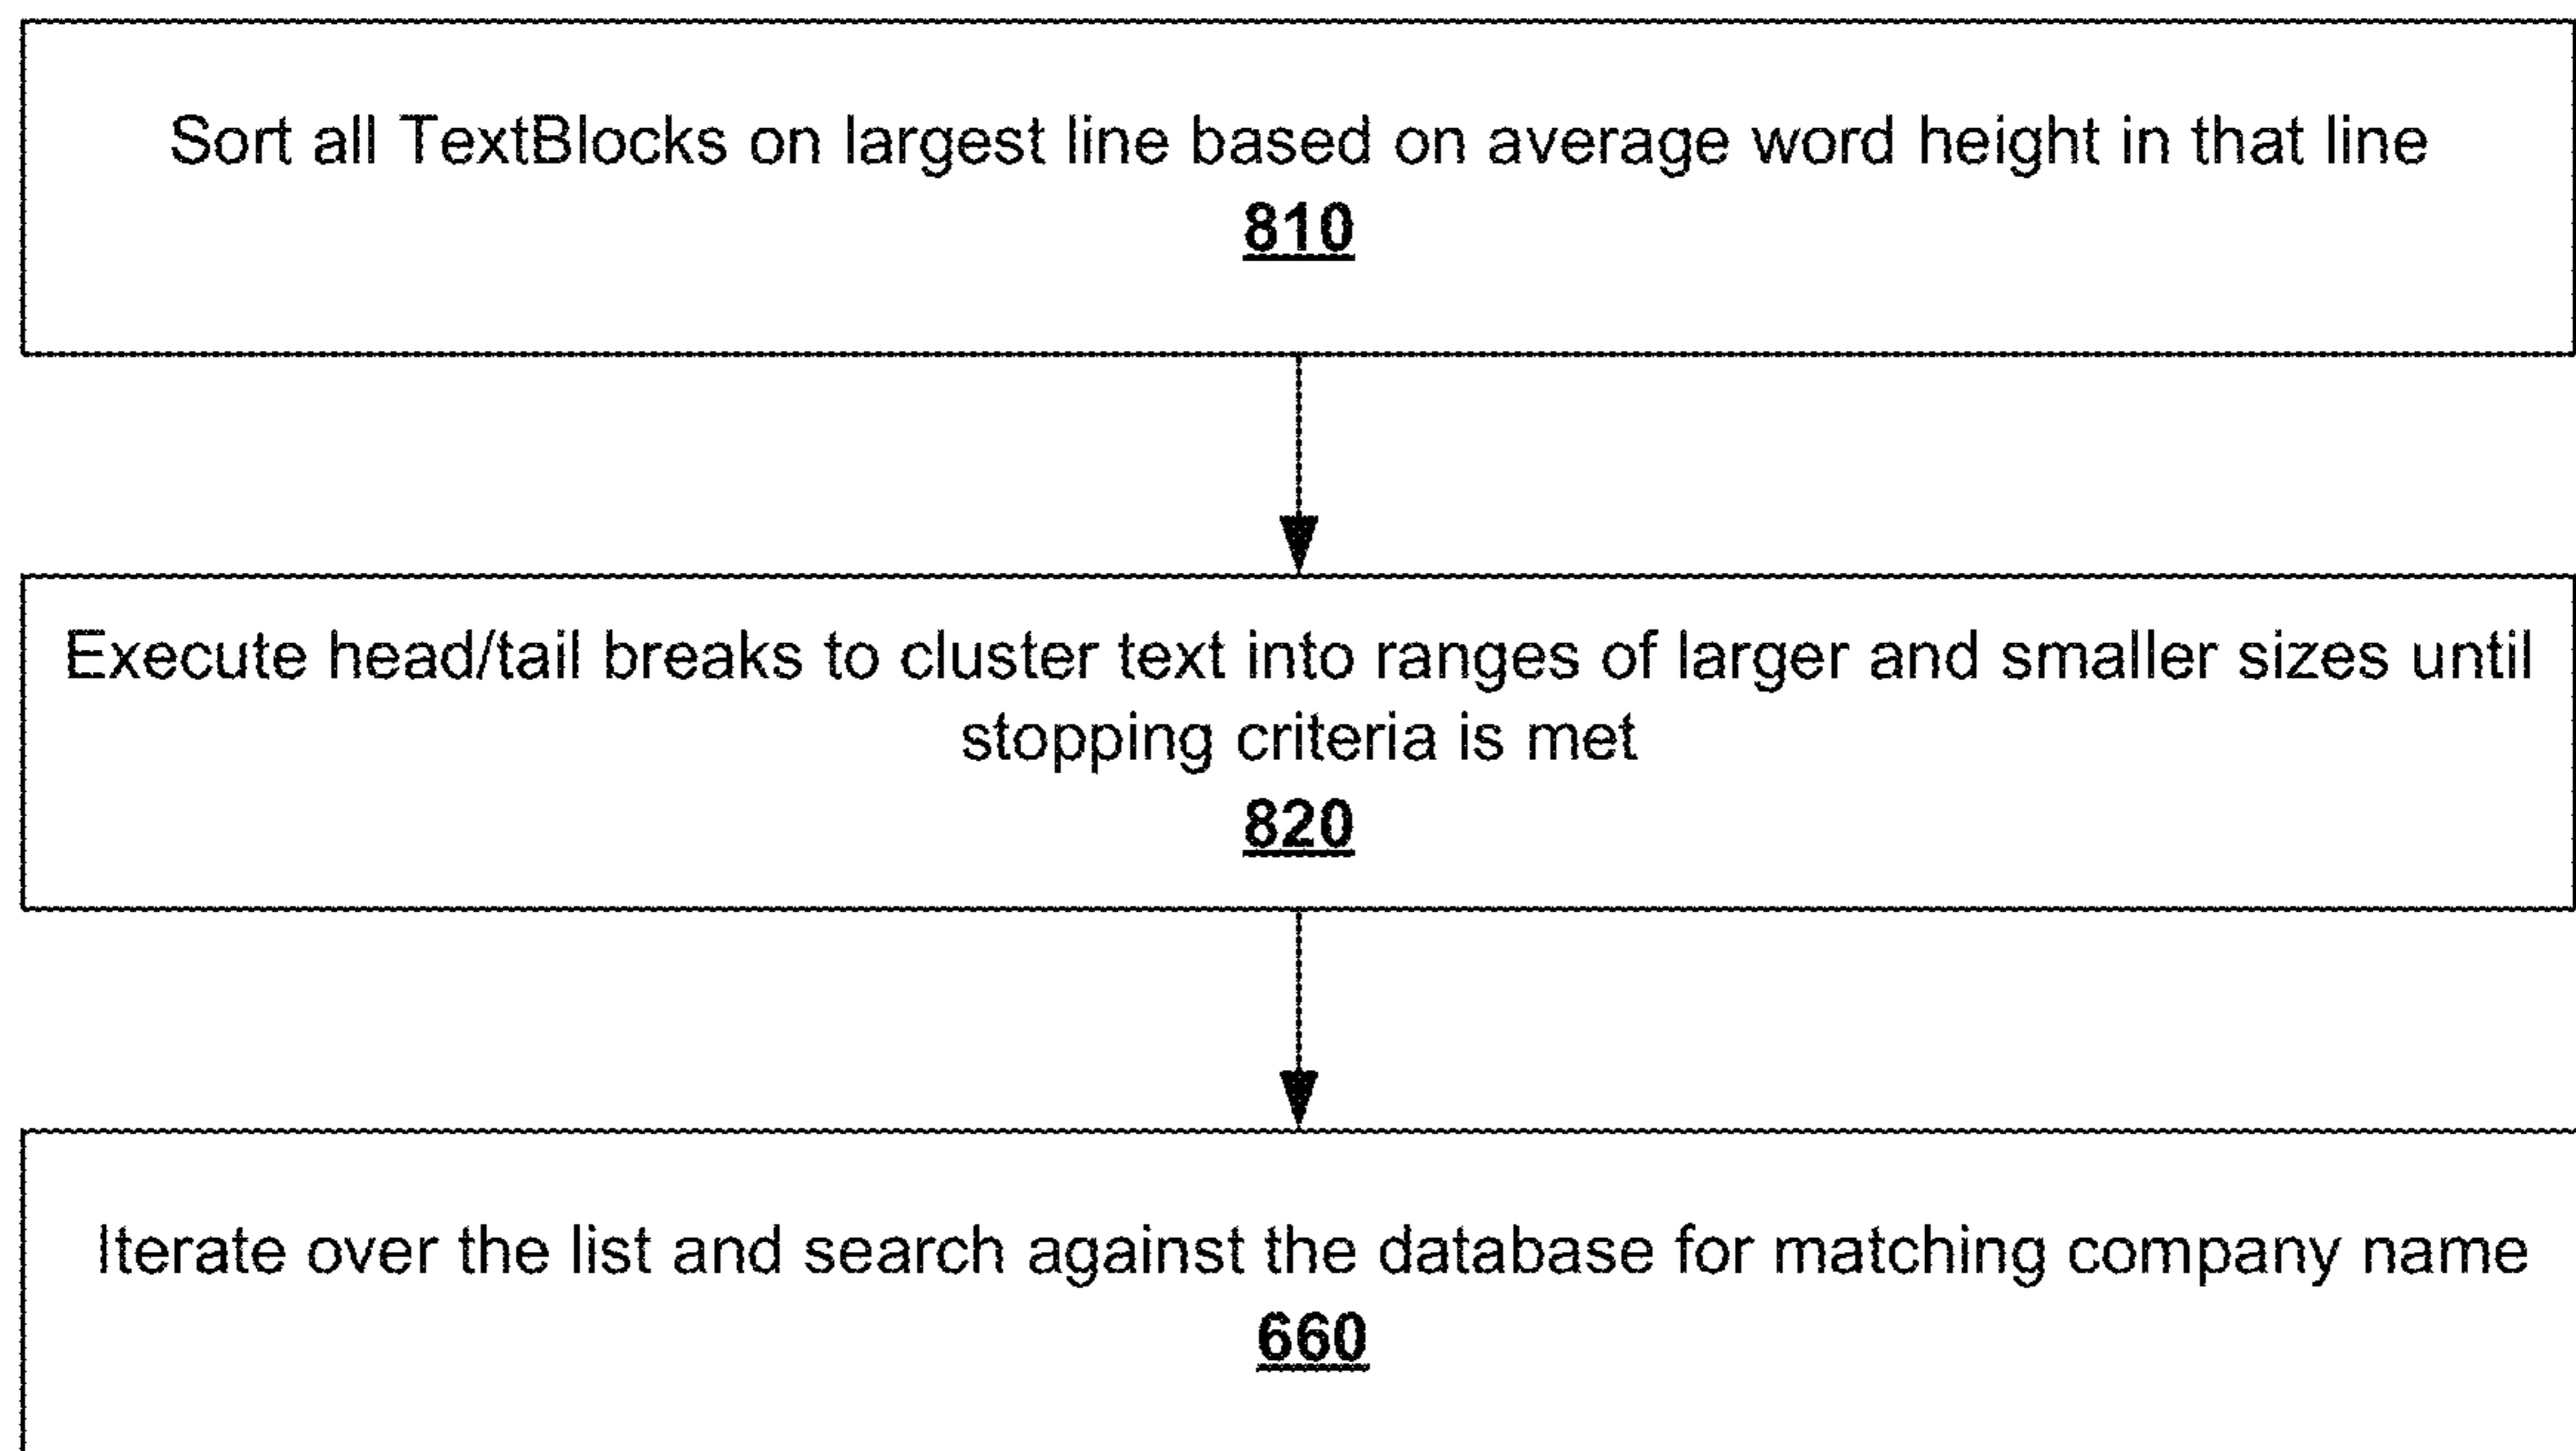 Sort all TextBlocks on largest line based on average word height in that line
810
Execute head/tail breaks to cluster text into ranges of larger and smaller sizes until
stopping criteria is met
820
Iterate over the list and search against the database for matching company name
660